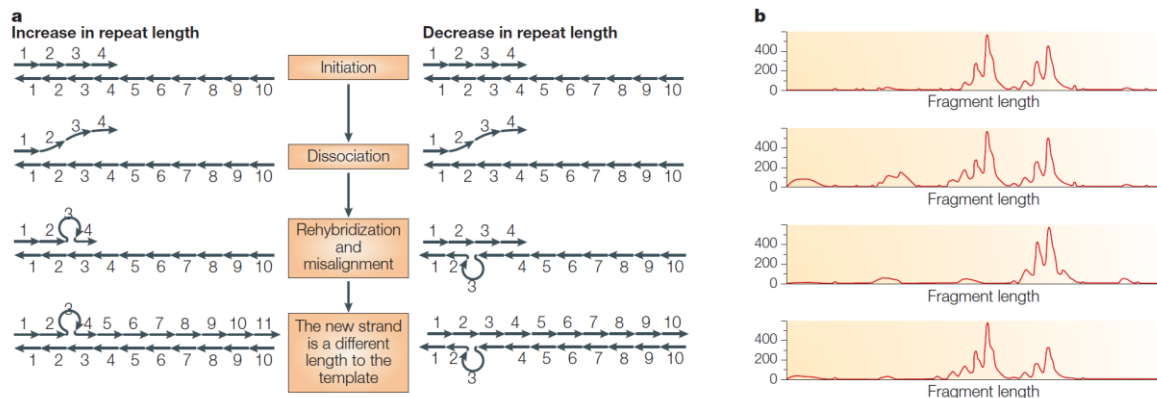 a
Increase in repeat length
1 2 3 4
1 2 3 4 5 6 7 8 9 10
1 2 3 4
1 2 3 4 5 6 7 8 9 10
3
1 2 4
1 2 3 4 5 6 7 8 9 10
3
1 2 4 5 6 7 8 9 10 11
1 2 3 4 5 6 7 8 9 10
Initiation
Dissociation
Rehybridization
and
misalignment
The new strand
is a different
length to the
template
Decrease in repeat length
1 2 3 4
1 2 3 4 5 6 7 8 9 10
1 2 3 4
1 2 3 4 5 6 7 8 9 10
1 2 3 4
1 2 4 5 6 7 8 9 10
3
1 2 3 4 5 6 7 8 9 10
1 2 4 5 6 7 8 9 10
3
b
400
200
0
Fragment length
400
200
0
Fragment length
400
200
0
Fragment length
400
200
0
Fragment length